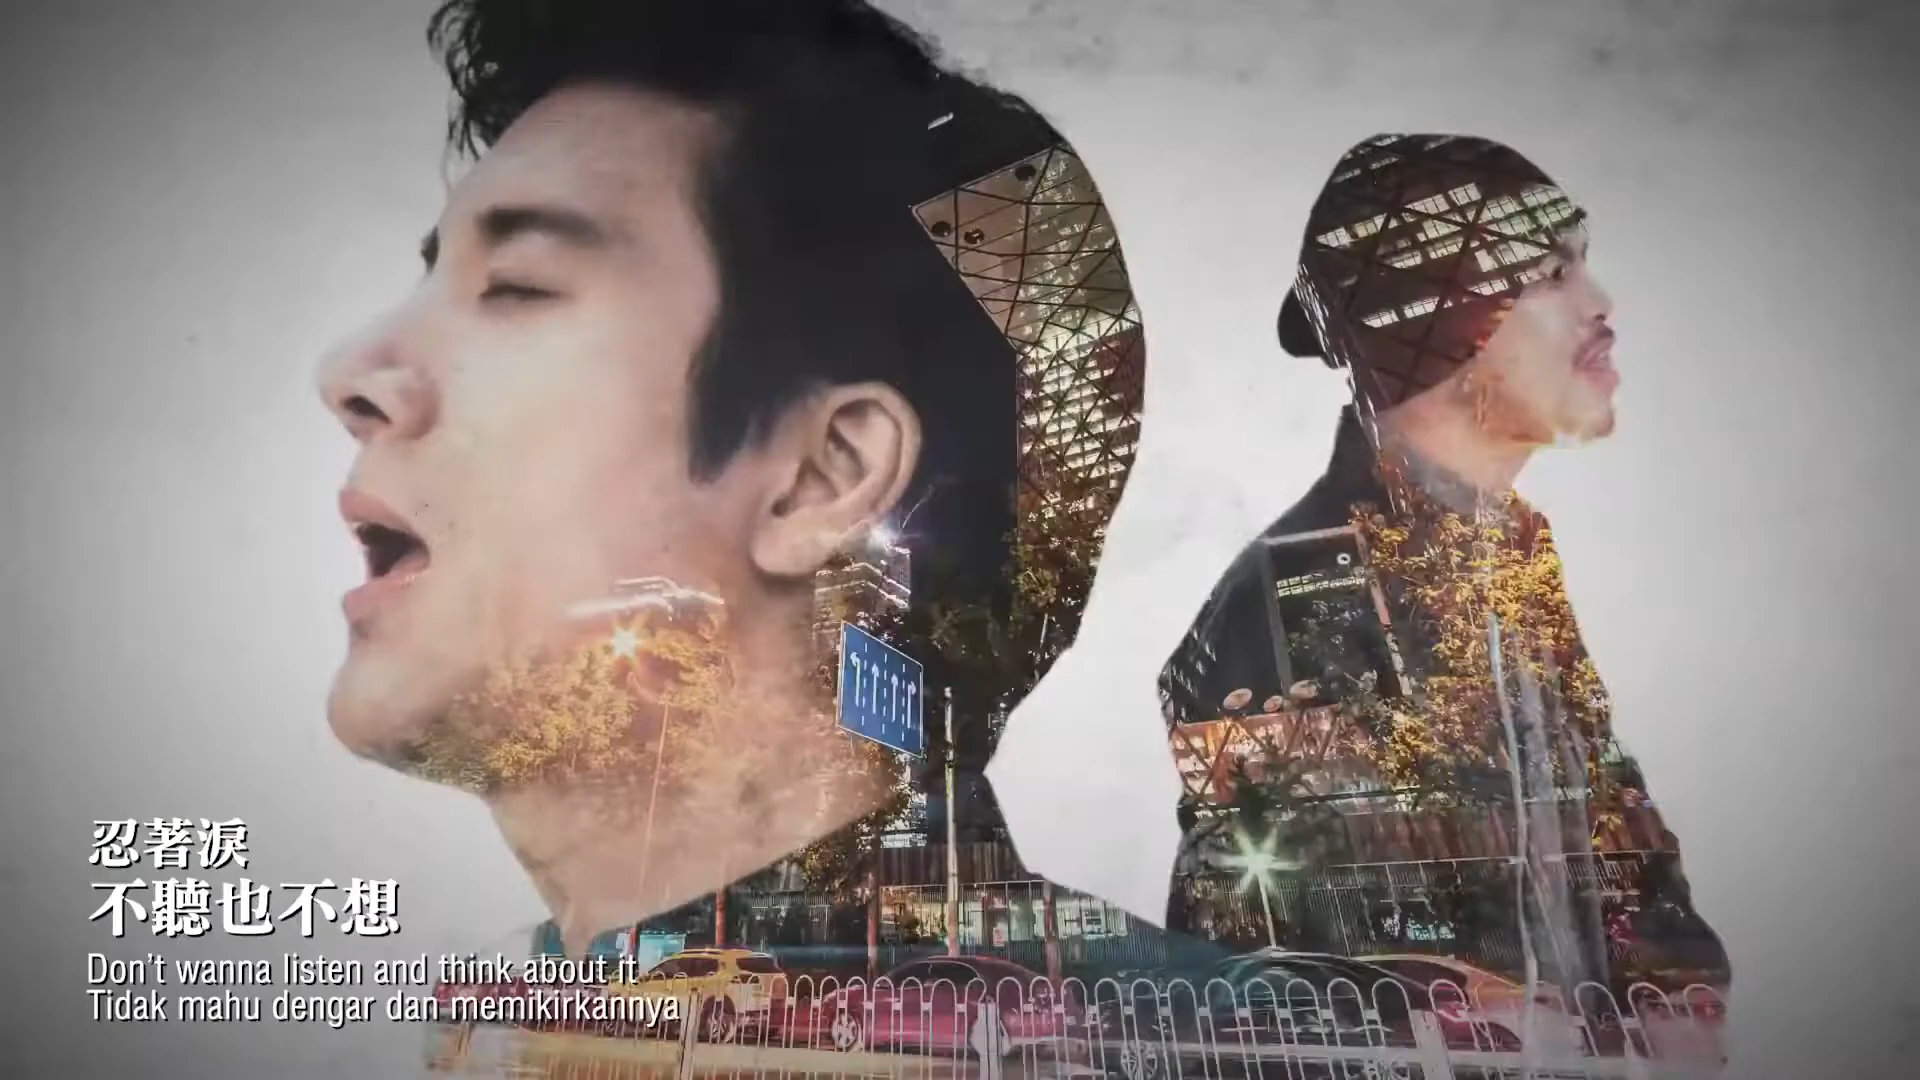 忍著淚
不聽也不想
Don't wanna listen and think about it
Tidak mahu dengar dan memikirkannya